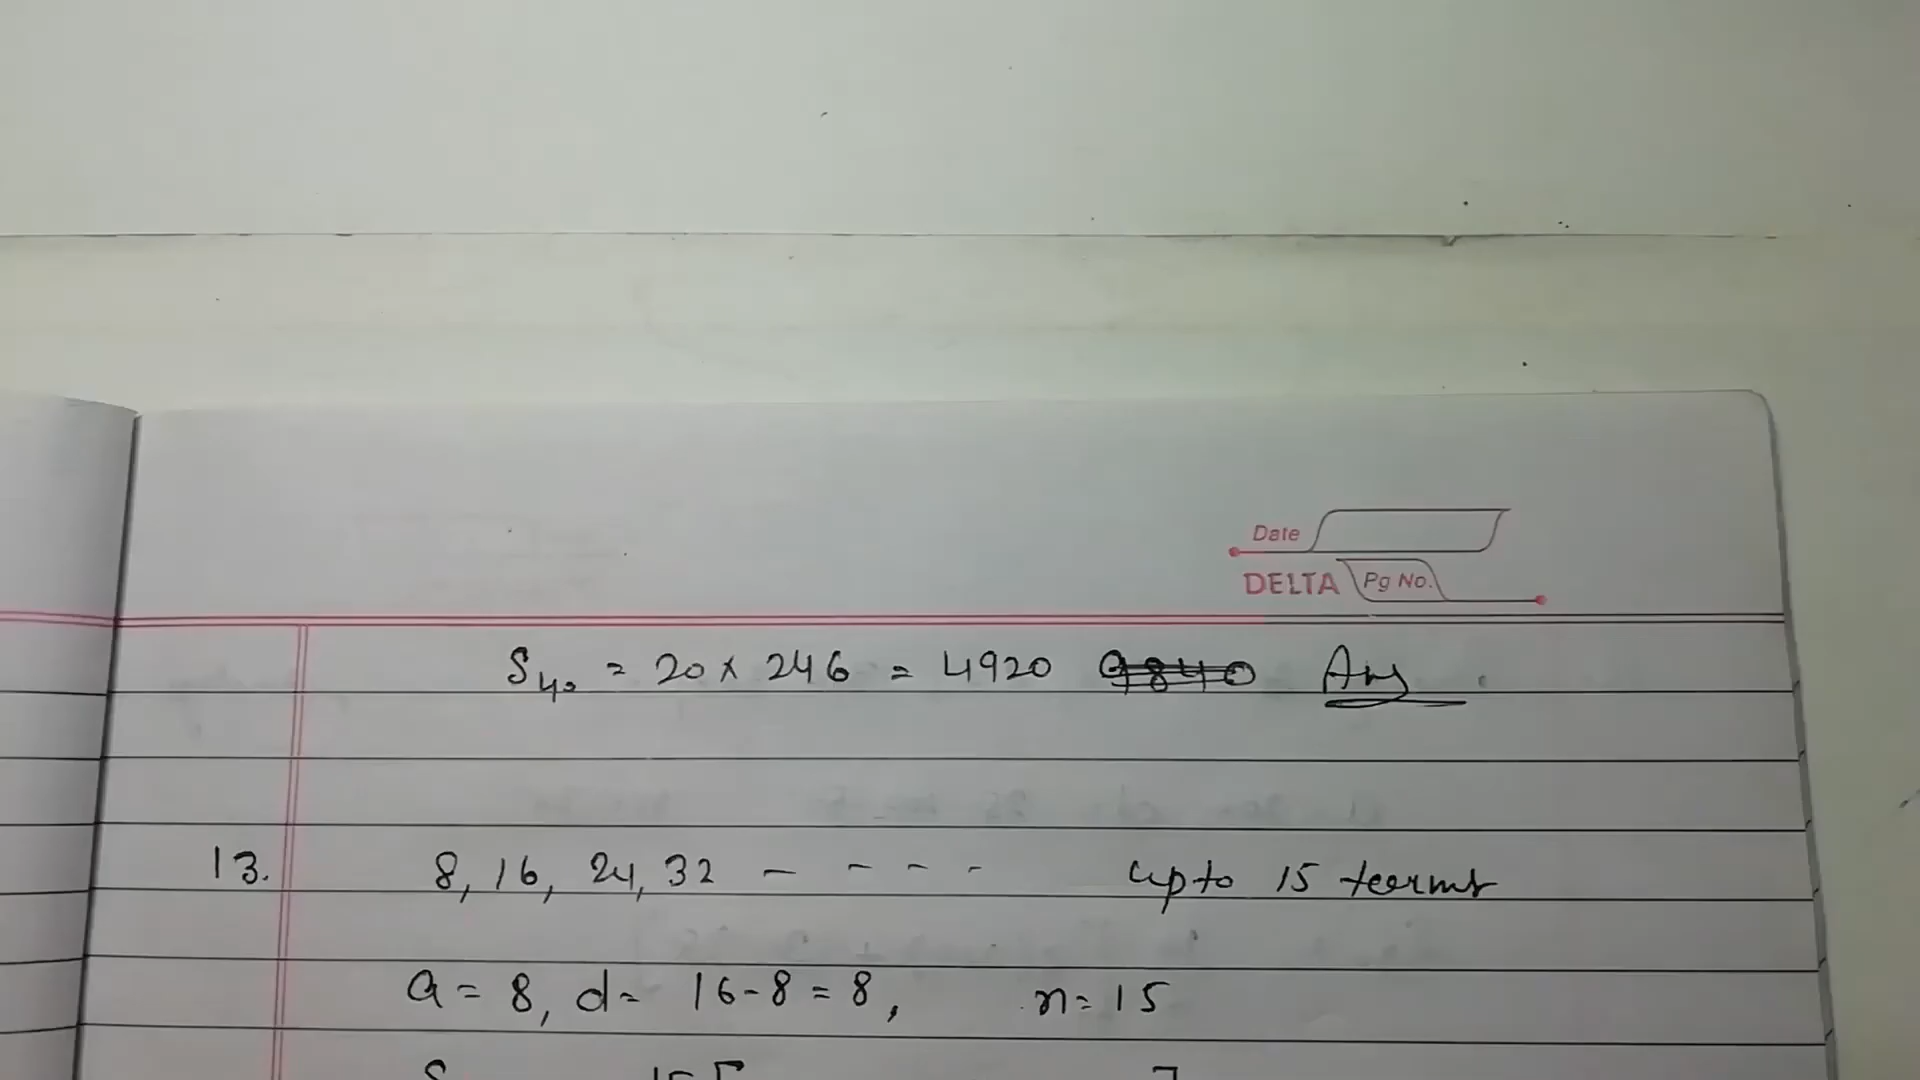 Date
DELTA Pg No.
S₄₀ = 20 × 246 = 4920 Ans
13. 8, 16, 24, 32 - - - - upto 15 terms
a = 8, d = 16 - 8 = 8, n = 15